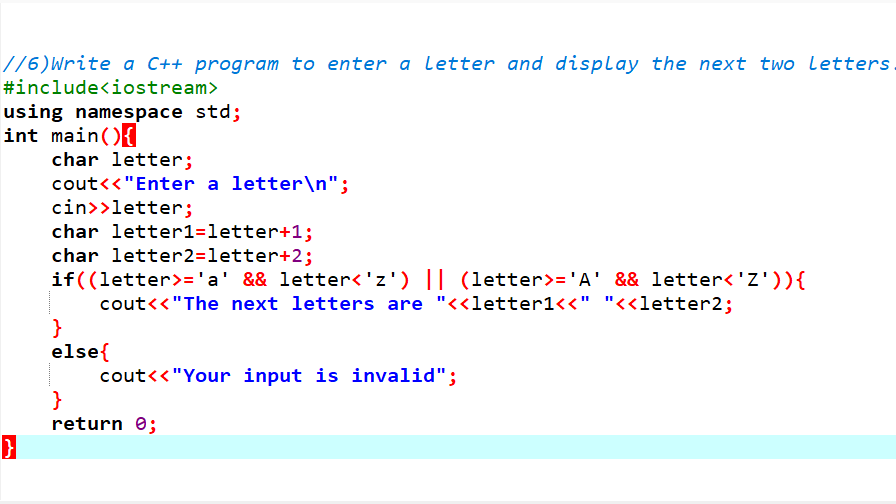 //6)Write a C++ program to enter a letter and display the next two letters.
#include<iostream>
using namespace std;
int main(){
    char letter;
    cout<<"Enter a letter\n";
    cin>>letter;
    char letter1=letter+1;
    char letter2=letter+2;
    if((letter>='a' && letter<'z') || (letter>='A' && letter<'Z')){
        cout<<"The next letters are "<<letter1<<" "<<letter2;
    }
    else{
        cout<<"Your input is invalid";
    }
    return 0;
}